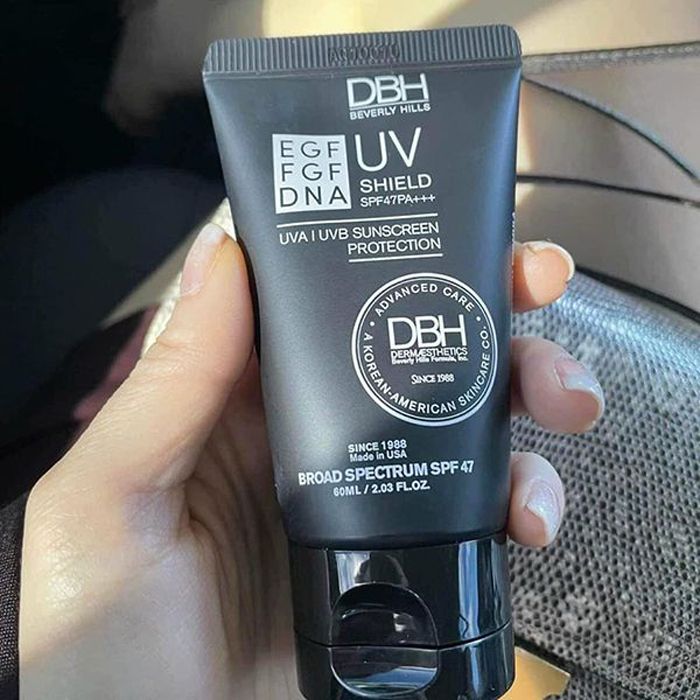 DBH
BEVERLY HILLS
EGF
FGF
DNA
UV
SHIELD
SPF47PA+++
UVA | UVB SUNSCREEN
PROTECTION
• ADVANCED CARE •
DBH
DERMÆSTHETICS
Beverly Hills Formula, Inc.
SINCE 1988
A KOREAN-AMERICAN SKINCARE CO.
SINCE 1988
Made in USA
BROAD SPECTRUM SPF 47
60ML / 2.03 FL.OZ.